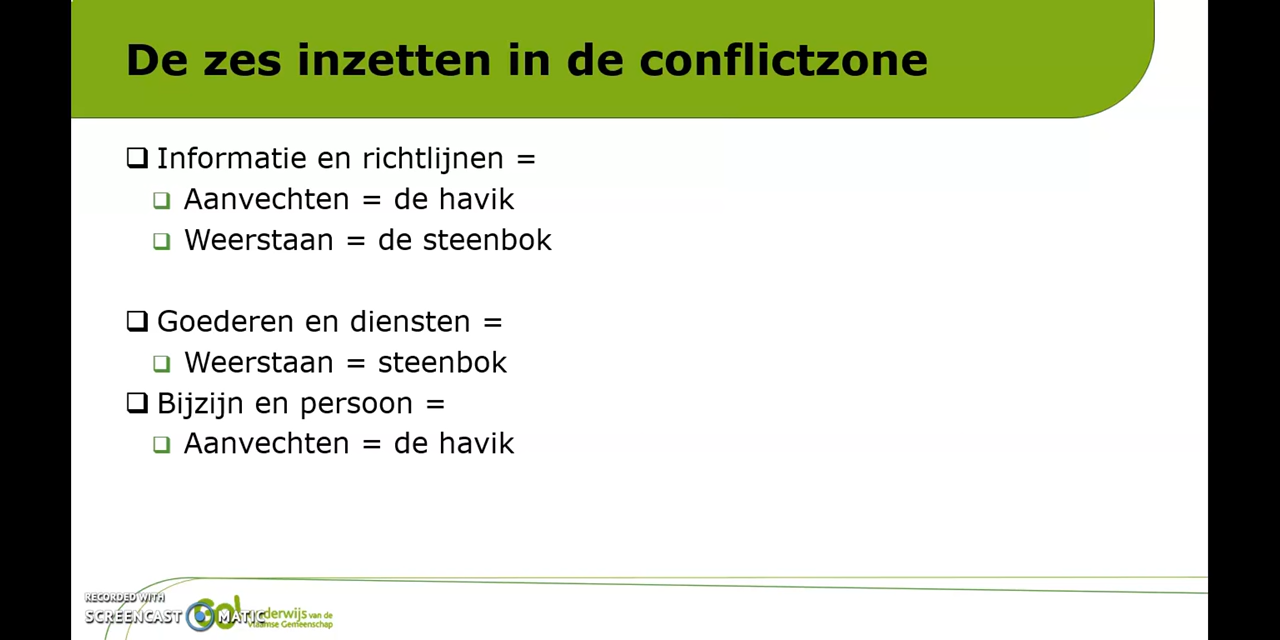 De zes inzetten in de conflictzone
Informatie en richtlijnen =
Aanvechten = de havik
Weerstaan = de steenbok
Goederen en diensten =
Weerstaan = steenbok
Bijzijn en persoon =
Aanvechten = de havik
RECORDED WITH
SCREENCAST MATIC
van de
Vlaamse Gemeenschap